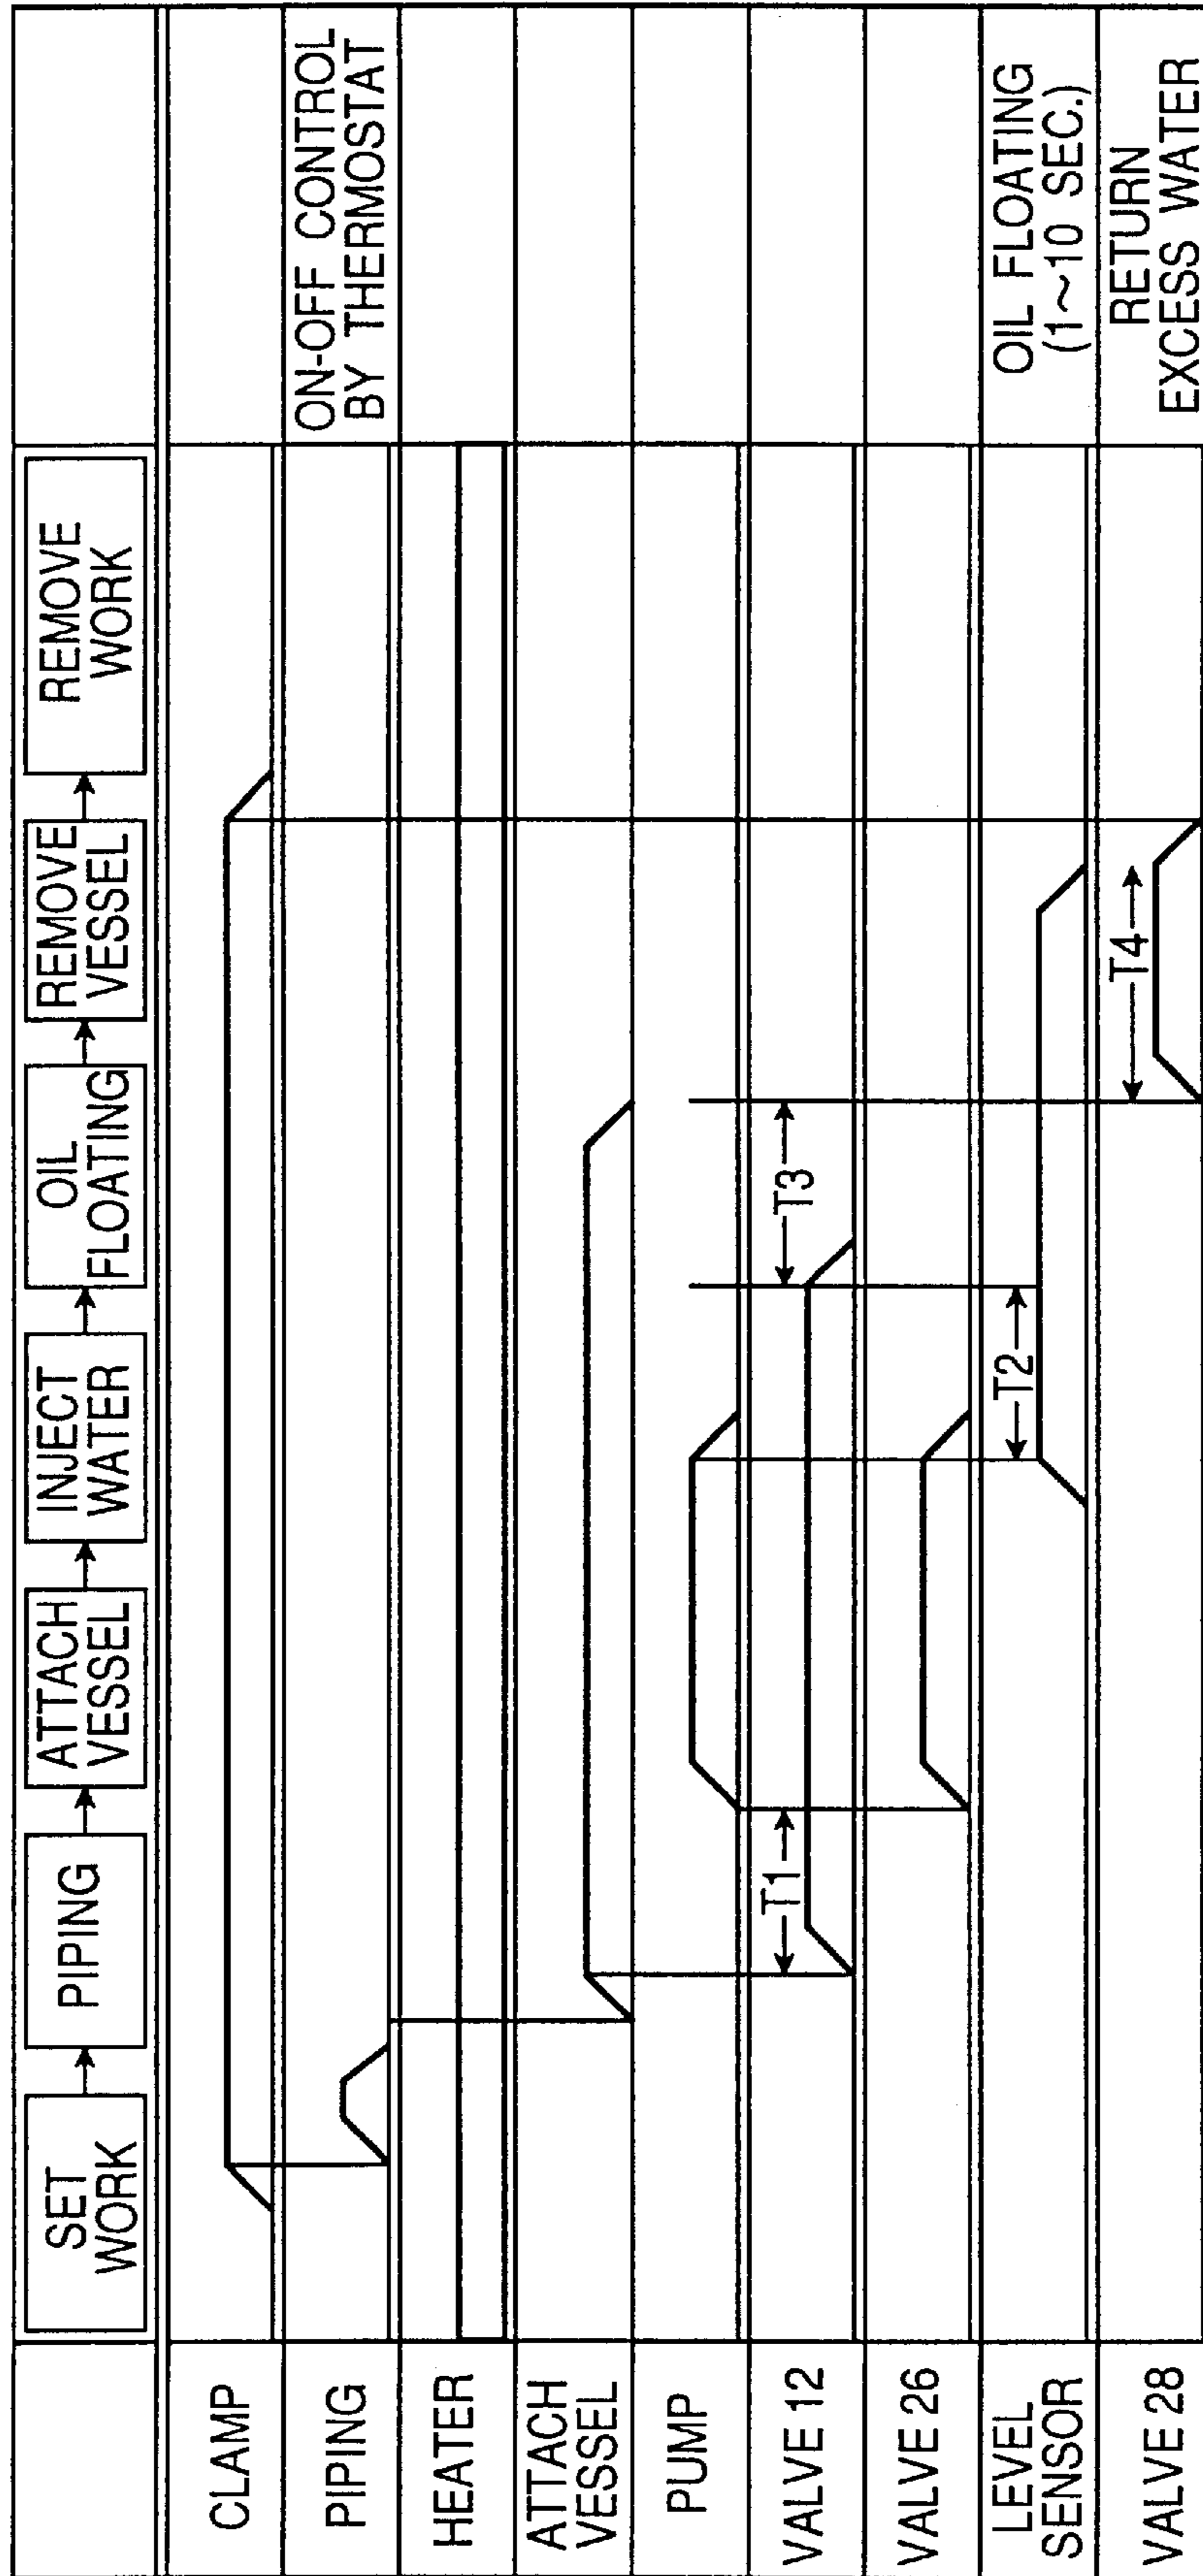 SET
WORK
PIPING
ATTACH
VESSEL
INJECT
WATER
OIL
FLOATING
REMOVE
VESSEL
REMOVE
WORK
CLAMP
PIPING
ON-OFF CONTROL
BY THERMOSTAT
HEATER
ATTACH
VESSEL
PUMP
VALVE 12
T1
T3
VALVE 26
LEVEL
SENSOR
T2
OIL FLOATING
(1~10 SEC.)
VALVE 28
T4
RETURN
EXCESS WATER